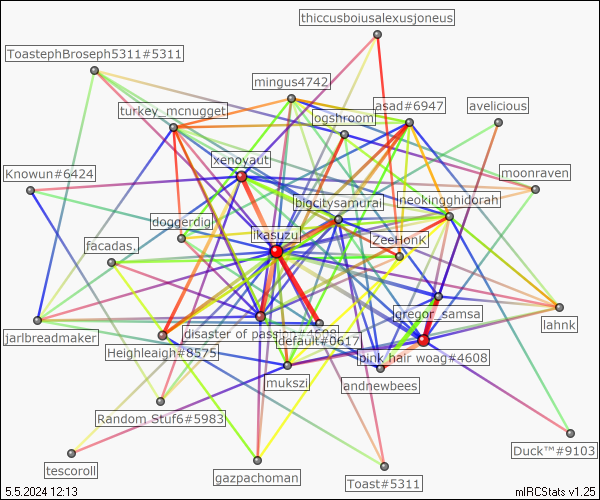 thiccusboiusalexusjoneus
ToastephBroseph5311#5311
mingus4742
turkey_mcnugget
ogshroom
asad#6947
avelicious
xenoyaut
Knowun#6424
moonraven
bigcitysamurai
neokingghidorah
doggerdigi
ikasuzu
facadas.
ZeeHonk
gregor_samsa
lahnk
jarlbreadmaker
disaster of passion#4698
default#0617
Heighleigh#8575
pink hair woag#4608
mukszi
andnewbees
Random Stuf6#5983
Duck™#9103
tescoroll
gazpachoman
Toast#5311
5.5.2024 12:13
mIRCStats v1.25